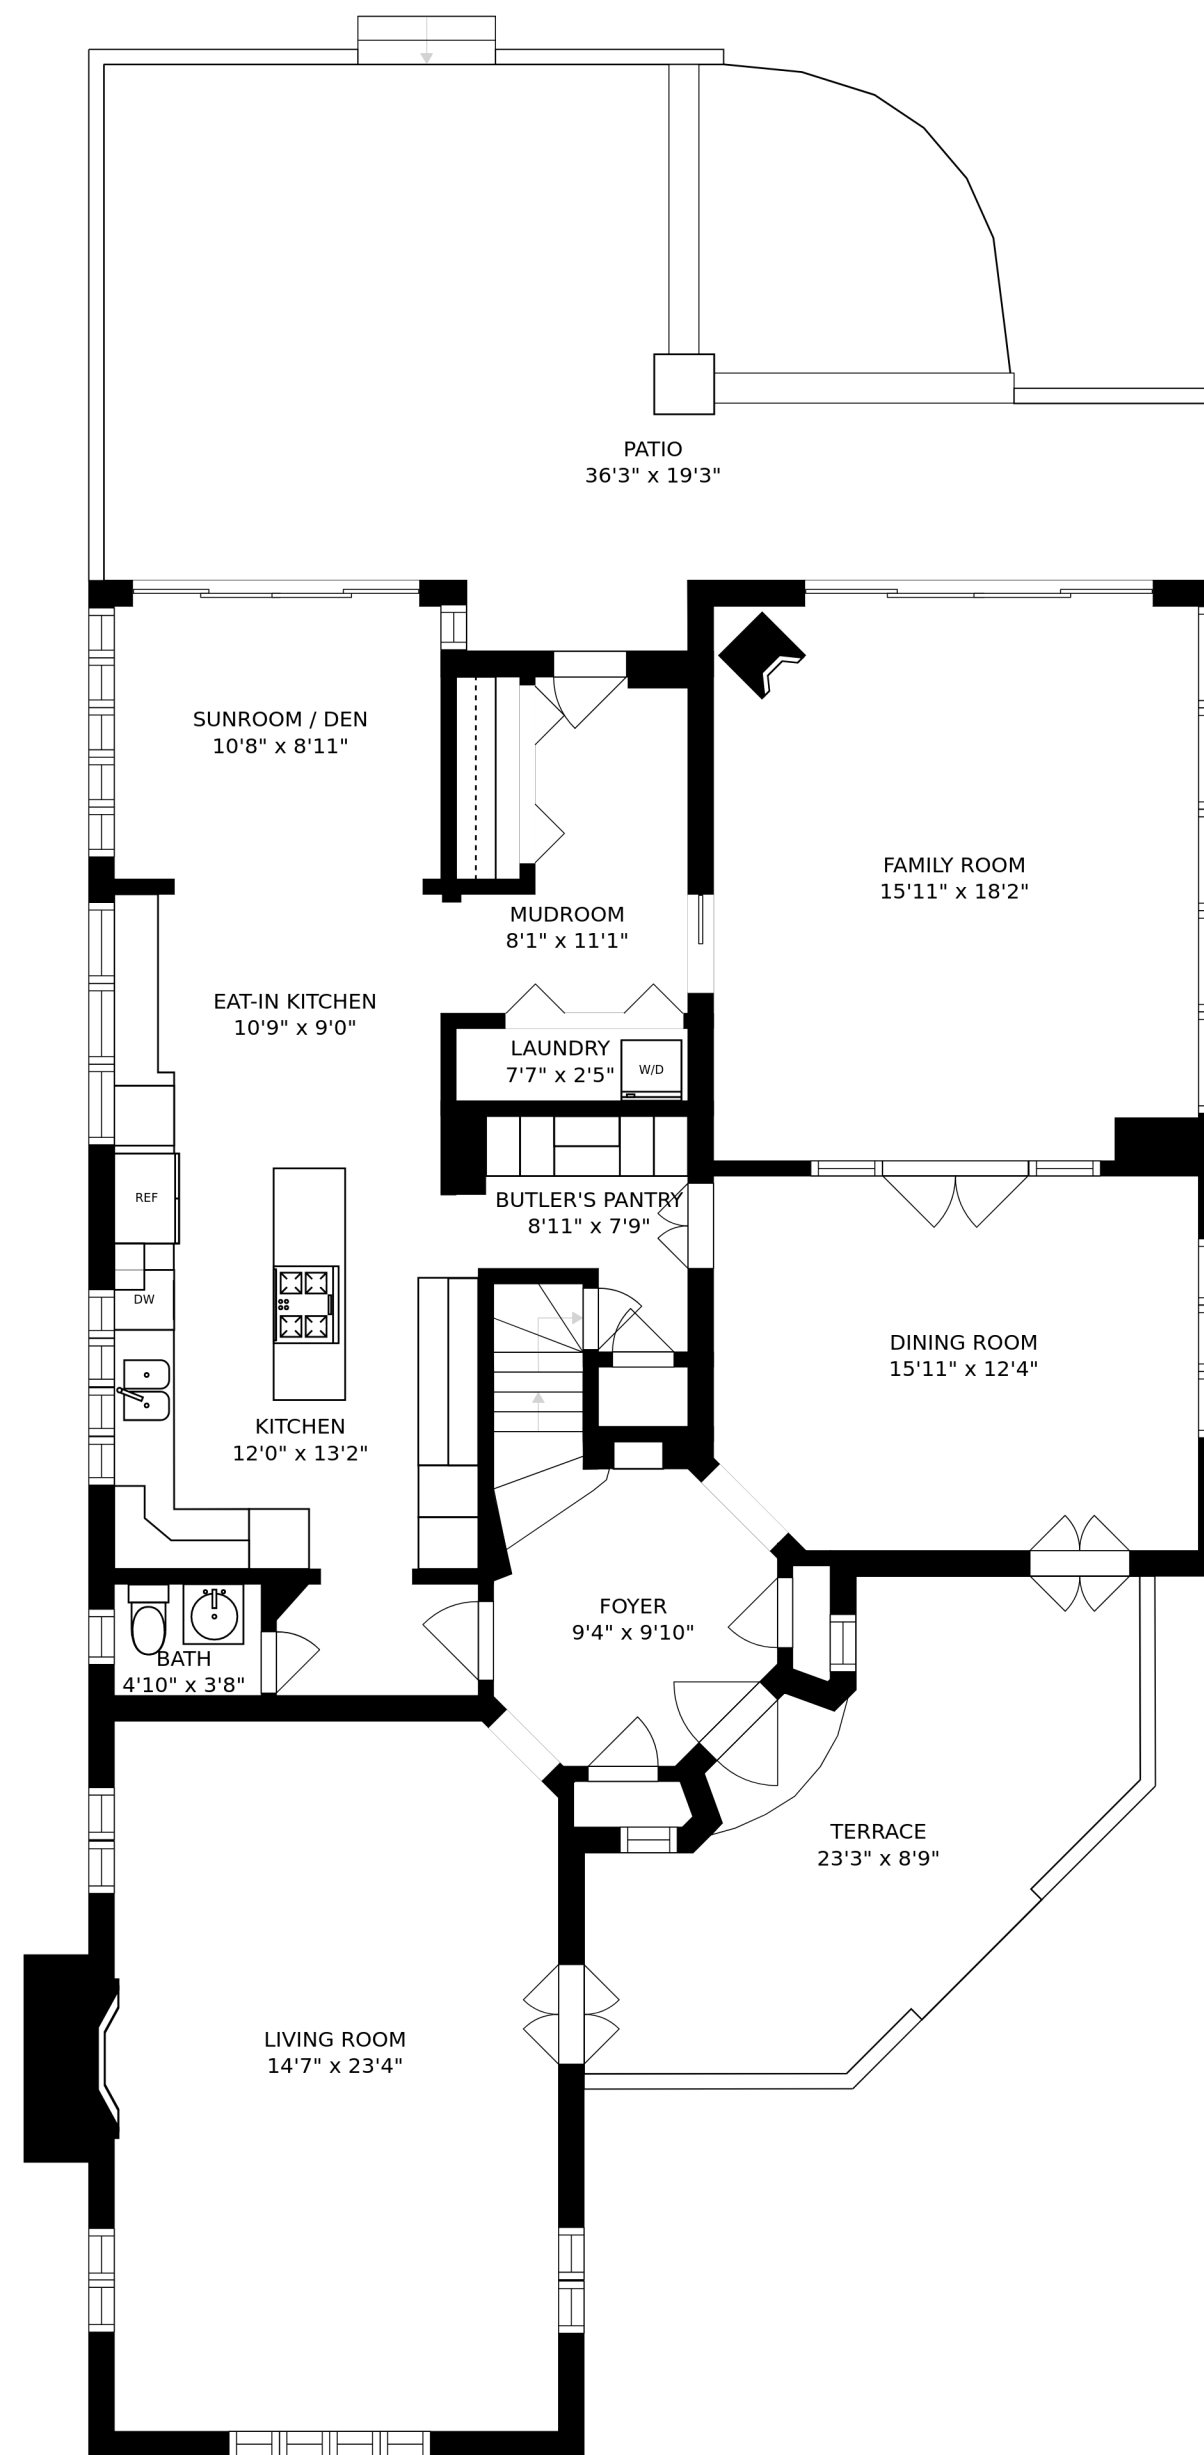 PATIO
36'3" x 19'3"
SUNROOM / DEN
10'8" x 8'11"
FAMILY ROOM
15'11" x 18'2"
MUDROOM
8'1" x 11'1"
EAT-IN KITCHEN
10'9" x 9'0"
LAUNDRY
7'7" x 2'5"
W/D
REF
BUTLER'S PANTRY
8'11" x 7'9"
DW
DINING ROOM
15'11" x 12'4"
KITCHEN
12'0" x 13'2"
FOYER
9'4" x 9'10"
BATH
4'10" x 3'8"
TERRACE
23'3" x 8'9"
LIVING ROOM
14'7" x 23'4"